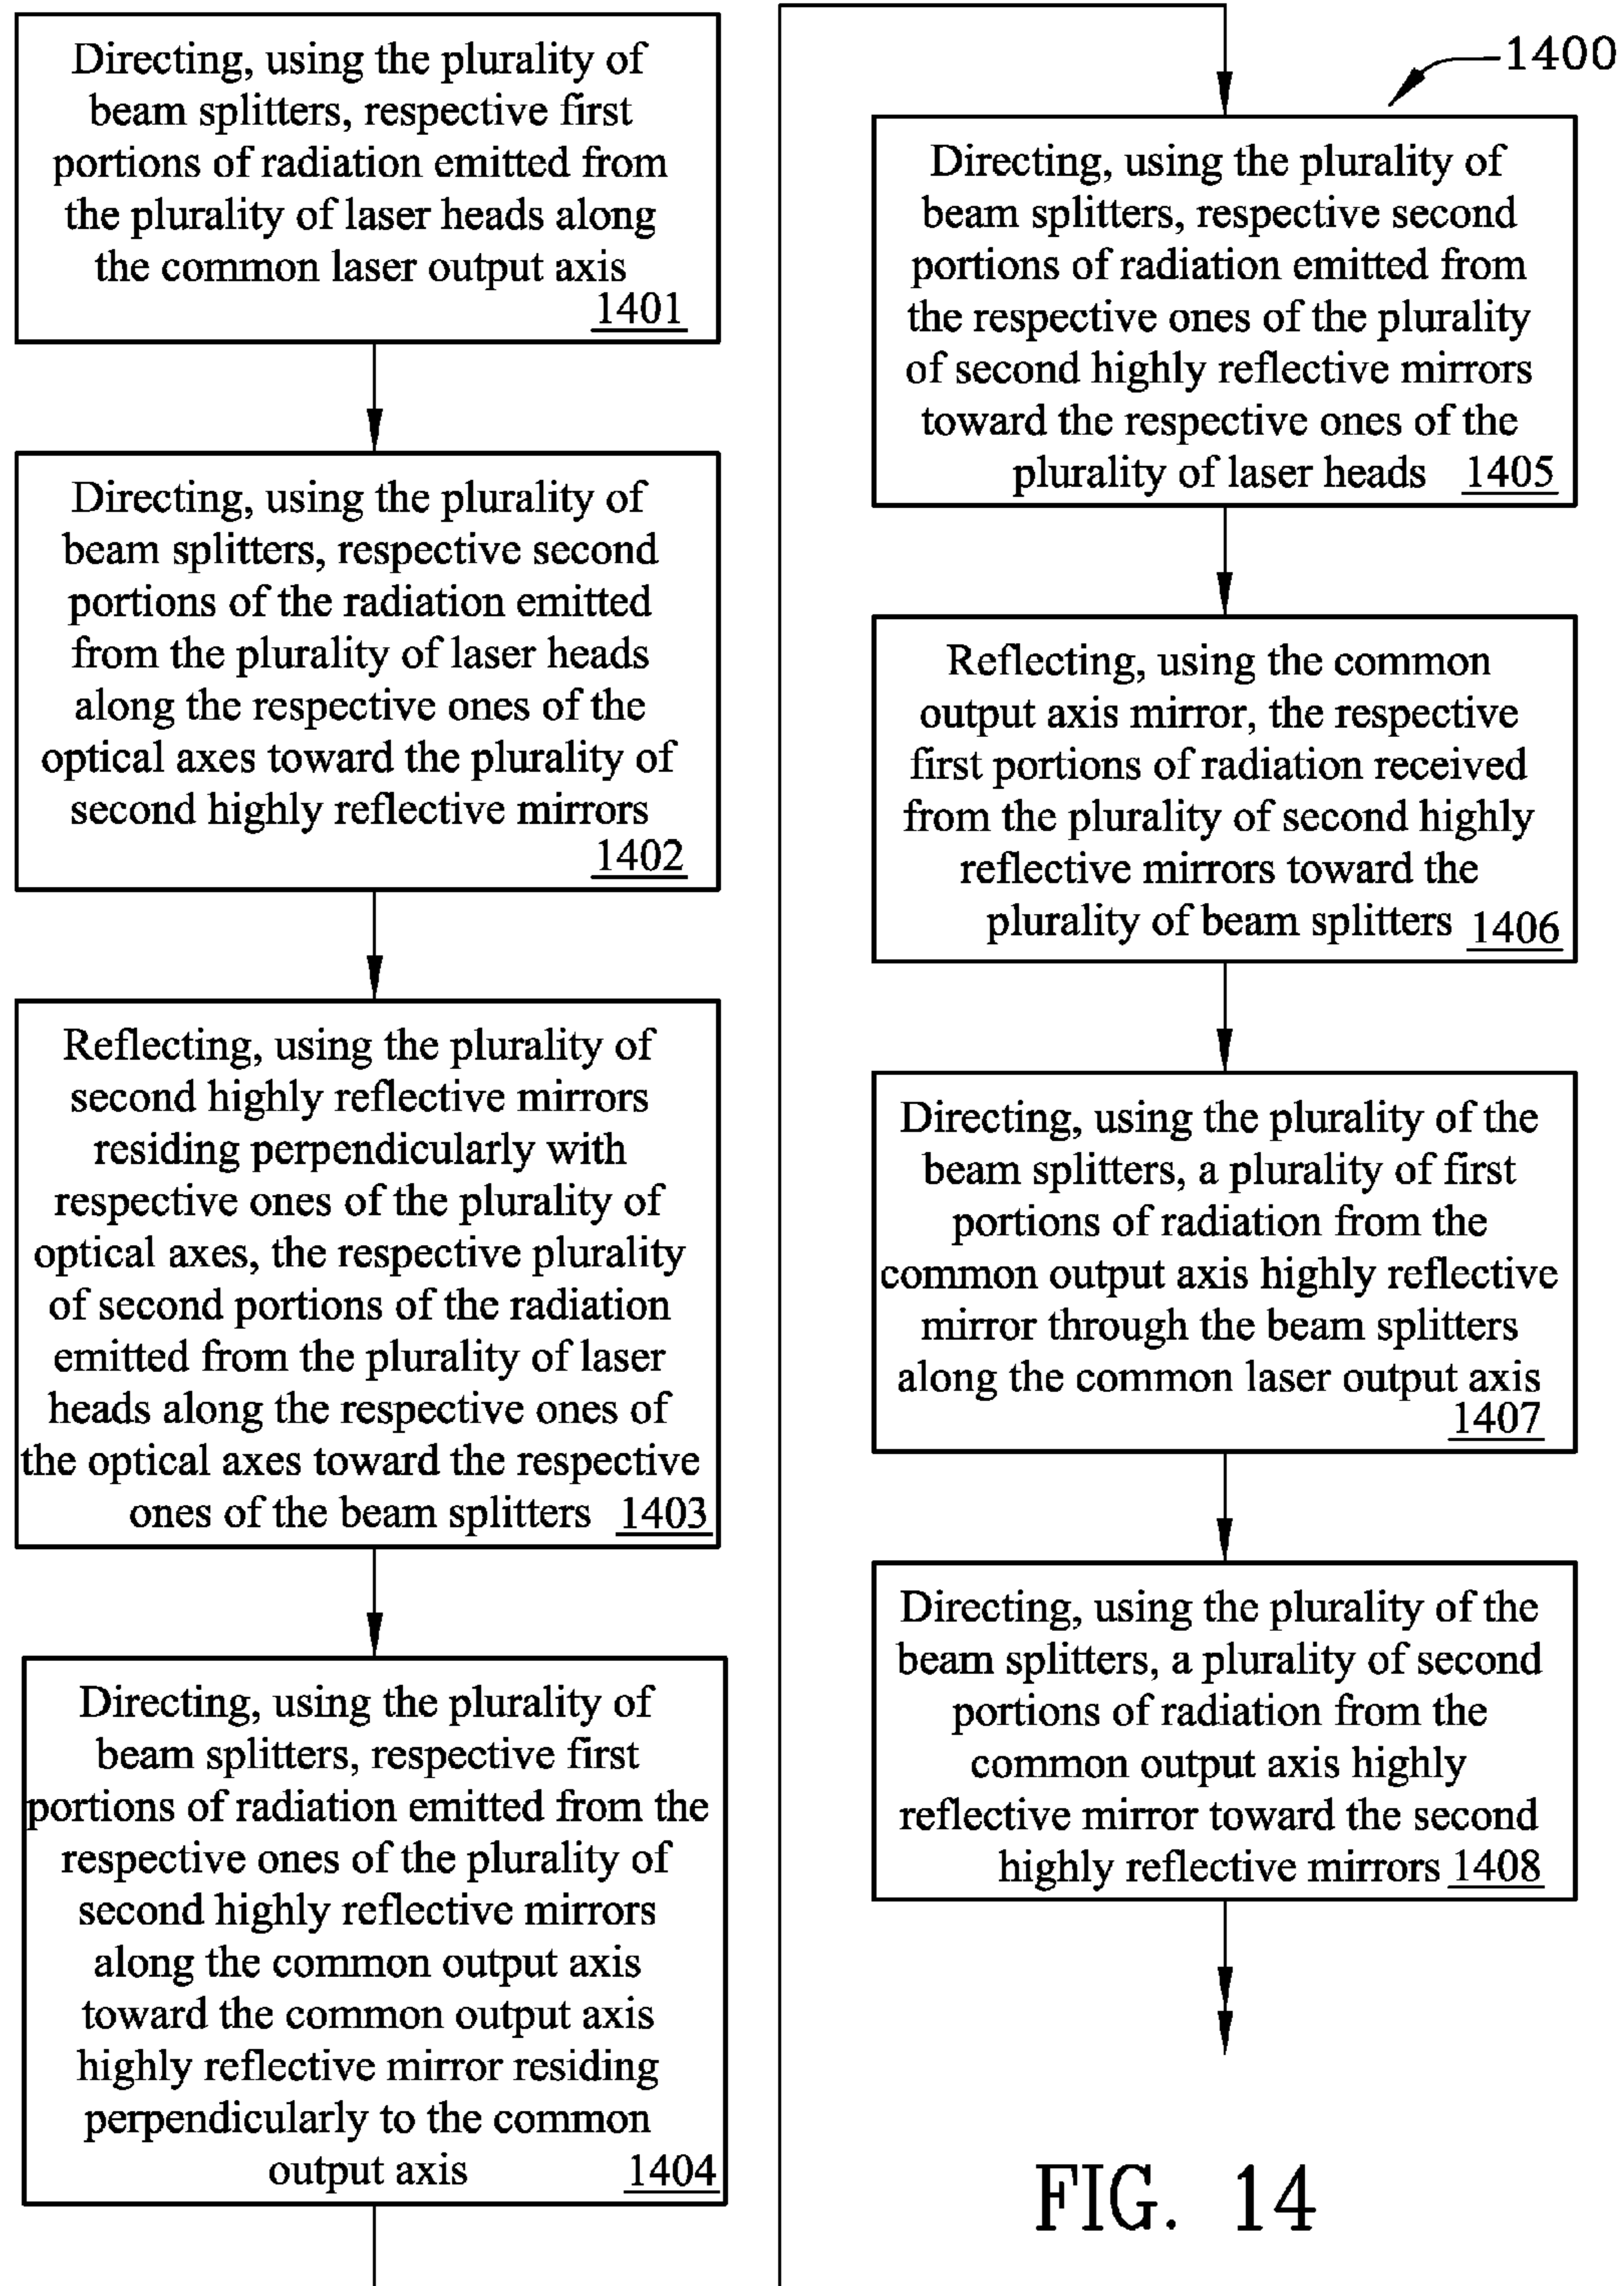 Directing, using the plurality of
beam splitters, respective first
portions of radiation emitted from
the plurality of laser heads along
the common laser output axis
1401
Directing, using the plurality of
beam splitters, respective second
portions of the radiation emitted
from the plurality of laser heads
along the respective ones of the
optical axes toward the plurality of
second highly reflective mirrors
1402
Reflecting, using the plurality of
second highly reflective mirrors
residing perpendicularly with
respective ones of the plurality of
optical axes, the respective plurality
of second portions of the radiation
emitted from the plurality of laser
heads along the respective ones of
the optical axes toward the respective
ones of the beam splitters 1403
Directing, using the plurality of
beam splitters, respective first
portions of radiation emitted from the
respective ones of the plurality of
second highly reflective mirrors
along the common output axis
toward the common output axis
highly reflective mirror residing
perpendicularly to the common
output axis 1404
1400
Directing, using the plurality of
beam splitters, respective second
portions of radiation emitted from
the respective ones of the plurality
of second highly reflective mirrors
toward the respective ones of the
plurality of laser heads 1405
Reflecting, using the common
output axis mirror, the respective
first portions of radiation received
from the plurality of second highly
reflective mirrors toward the
plurality of beam splitters 1406
Directing, using the plurality of the
beam splitters, a plurality of first
portions of radiation from the
common output axis highly reflective
mirror through the beam splitters
along the common laser output axis
1407
Directing, using the plurality of the
beam splitters, a plurality of second
portions of radiation from the
common output axis highly
reflective mirror toward the second
highly reflective mirrors 1408
FIG. 14